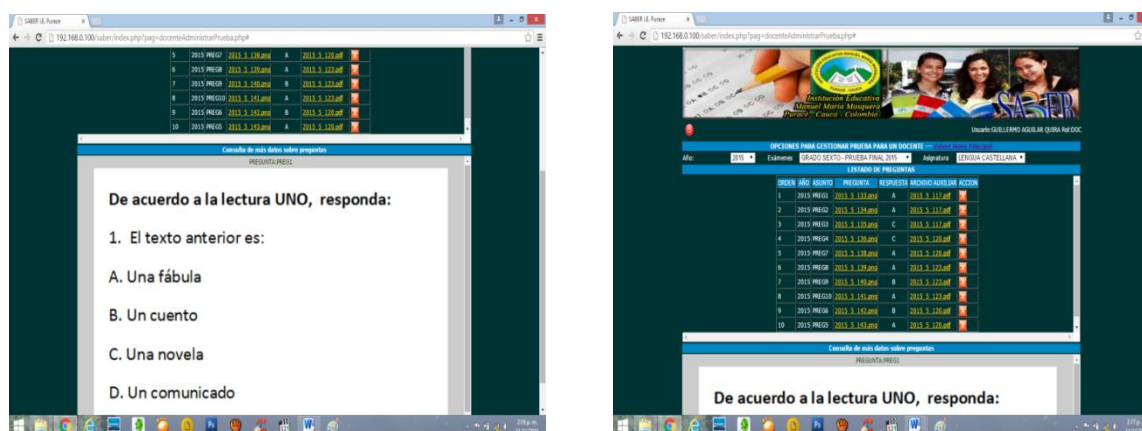 SABER I.E. Purace
192.168.0.100/saber/index.php?pag=docenteAdministrarPrueba.php#
5 2015 PREG7 2015_5_138.png A 2015_5_120.pdf
6 2015 PREG8 2015_5_139.png A 2015_5_123.pdf
7 2015 PREG9 2015_5_140.png B 2015_5_123.pdf
8 2015 PREG10 2015_5_141.png A 2015_5_123.pdf
9 2015 PREG6 2015_5_142.png B 2015_5_120.pdf
10 2015 PREG5 2015_5_143.png A 2015_5_120.pdf
Consulta de más datos sobre preguntas
PREGUNTA:PREG1
De acuerdo a la lectura UNO, responda:
1. El texto anterior es:
A. Una fábula
B. Un cuento
C. Una novela
D. Un comunicado
SABER I.E. Purace
192.168.0.100/saber/index.php?pag=docenteAdministrarPrueba.php#
Institución Educativa
Manuel María Mosquera
Puracé - Cauca - Colombia
SABER
Usuario:GUILLERMO AGUILAR QUIRA Rol:DOC
OPCIONES PARA GESTIONAR PRUEBA PARA UN DOCENTE ---- Volver Menu Principal
Año: 2015 Exámenes GRADO SEXTO - PRUEBA FINAL 2015 Asignatura LENGUA CASTELLANA
LISTADO DE PREGUNTAS
ORDEN AÑO ASUNTO PREGUNTA RESPUESTA ARCHIVO AUXILIAR ACCION
1 2015 PREG1 2015_5_133.png A 2015_5_117.pdf
2 2015 PREG2 2015_5_134.png A 2015_5_117.pdf
3 2015 PREG3 2015_5_135.png C 2015_5_117.pdf
4 2015 PREG4 2015_5_136.png C 2015_5_120.pdf
5 2015 PREG7 2015_5_138.png A 2015_5_120.pdf
6 2015 PREG8 2015_5_139.png A 2015_5_123.pdf
7 2015 PREG9 2015_5_140.png B 2015_5_123.pdf
8 2015 PREG10 2015_5_141.png A 2015_5_123.pdf
9 2015 PREG6 2015_5_142.png B 2015_5_120.pdf
10 2015 PREG5 2015_5_143.png A 2015_5_120.pdf
Consulta de más datos sobre preguntas
PREGUNTA:PREG1
De acuerdo a la lectura UNO, responda: